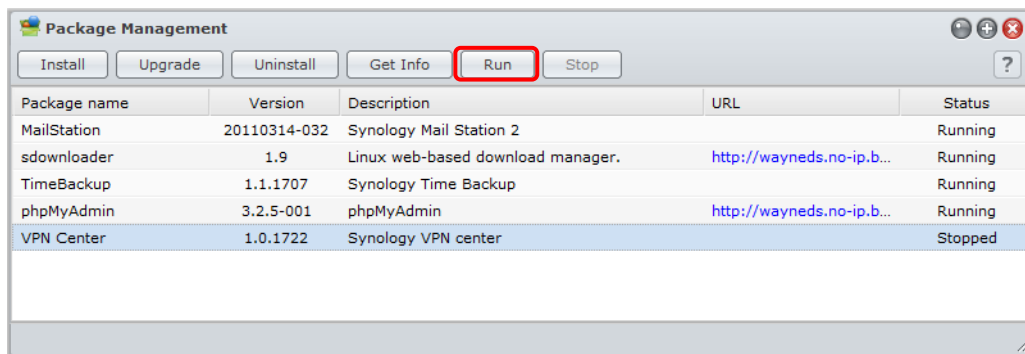 Package Management
Install Upgrade Uninstall Get Info Run Stop ?
Package name Version Description URL Status
MailStation 20110314-032 Synology Mail Station 2 Running
sdownloader 1.9 Linux web-based download manager. http://wayneds.no-ip.b... Running
TimeBackup 1.1.1707 Synology Time Backup Running
phpMyAdmin 3.2.5-001 phpMyAdmin http://wayneds.no-ip.b... Running
VPN Center 1.0.1722 Synology VPN center Stopped